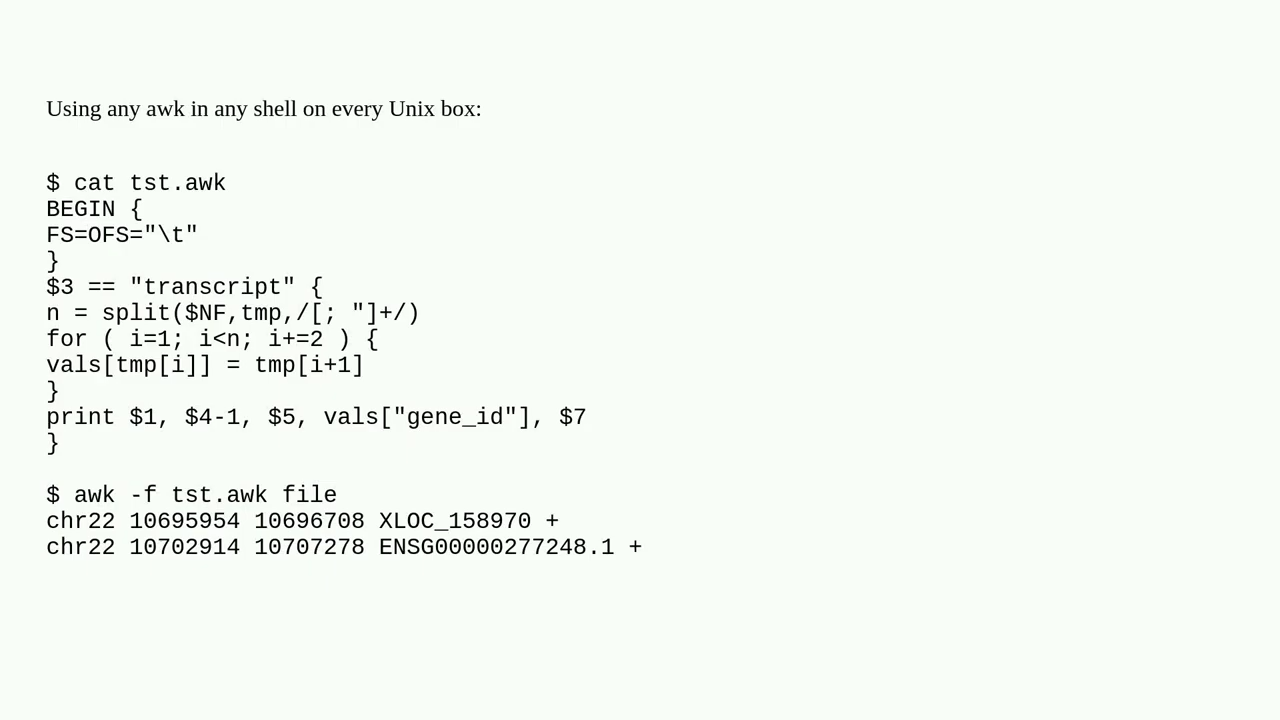 Using any awk in any shell on every Unix box:
$ cat tst.awk
BEGIN {
FS=OFS="\t"
}
$3 == "transcript" {
n = split($NF,tmp,/[; "]+/)
for ( i=1; i<n; i+=2 ) {
vals[tmp[i]] = tmp[i+1]
}
print $1, $4-1, $5, vals["gene_id"], $7
}
$ awk -f tst.awk file
chr22 10695954 10696708 XLOC_158970 +
chr22 10702914 10707278 ENSG00000277248.1 +